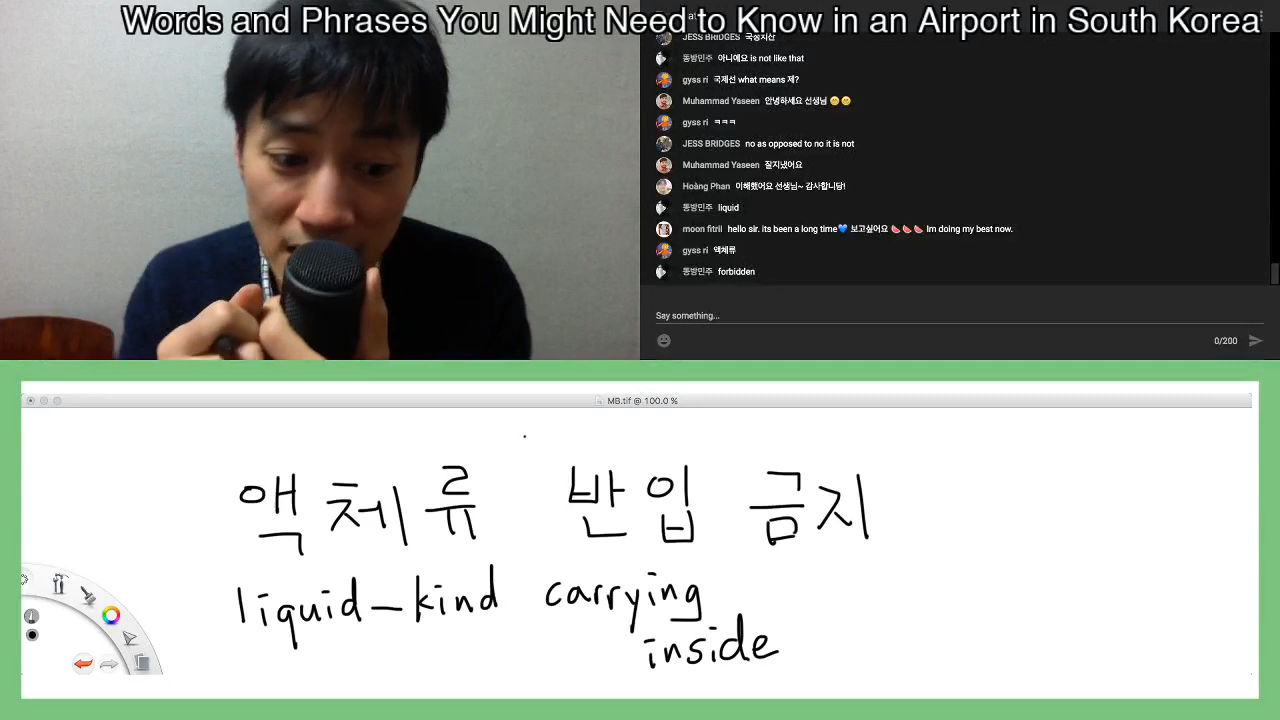 Words and Phrases You Might Need to Know in an Airport in South Korea
JESS BRIDGES 국성지산
동방민주 아니에요 is not like that
gyss ri 국제선 what means 제?
Muhammad Yaseen 안녕하세요 선생님
gyss ri ㅋㅋㅋ
JESS BRIDGES no as opposed to no it is not
Muhammad Yaseen 잘지냈어요
Hoàng Phan 이해했어요 선생님~ 감사합니당!
동방민주 liquid
moon fitrii hello sir. its been a long time💙 보고싶어요 🍉🍉🍉 Im doing my best now.
gyss ri 액체류
동방민주 forbidden
Say something...
0/200
MB.tif @ 100.0 %
액체류 반입 금지
liquid-kind carrying
inside